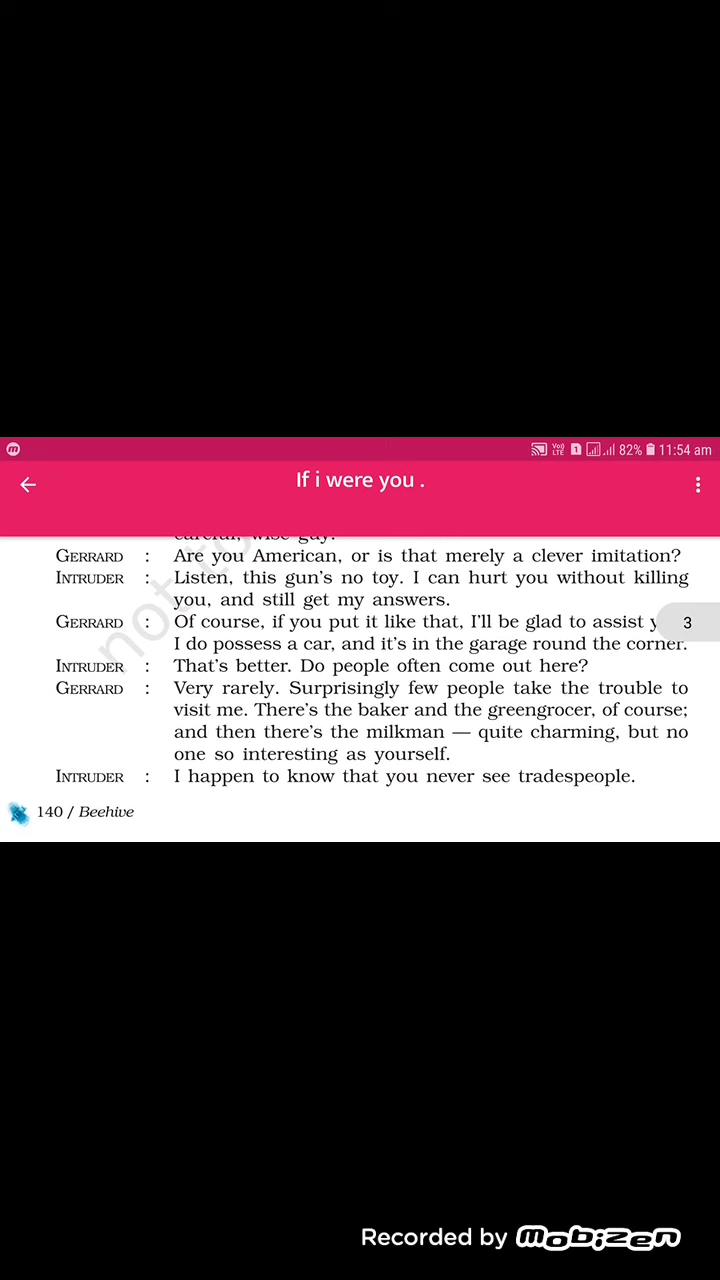 82% 11:54 am
If i were you .
careful, wise guy.
GERRARD : Are you American, or is that merely a clever imitation?
INTRUDER : Listen, this gun's no toy. I can hurt you without killing
you, and still get my answers.
GERRARD : Of course, if you put it like that, I'll be glad to assist
3
I do possess a car, and it's in the garage round the corner.
INTRUDER : That's better. Do people often come out here?
GERRARD : Very rarely. Surprisingly few people take the trouble to
visit me. There's the baker and the greengrocer, of course;
and then there's the milkman — quite charming, but no
one so interesting as yourself.
INTRUDER : I happen to know that you never see tradespeople.
140 / Beehive
not to
Recorded by mobizen